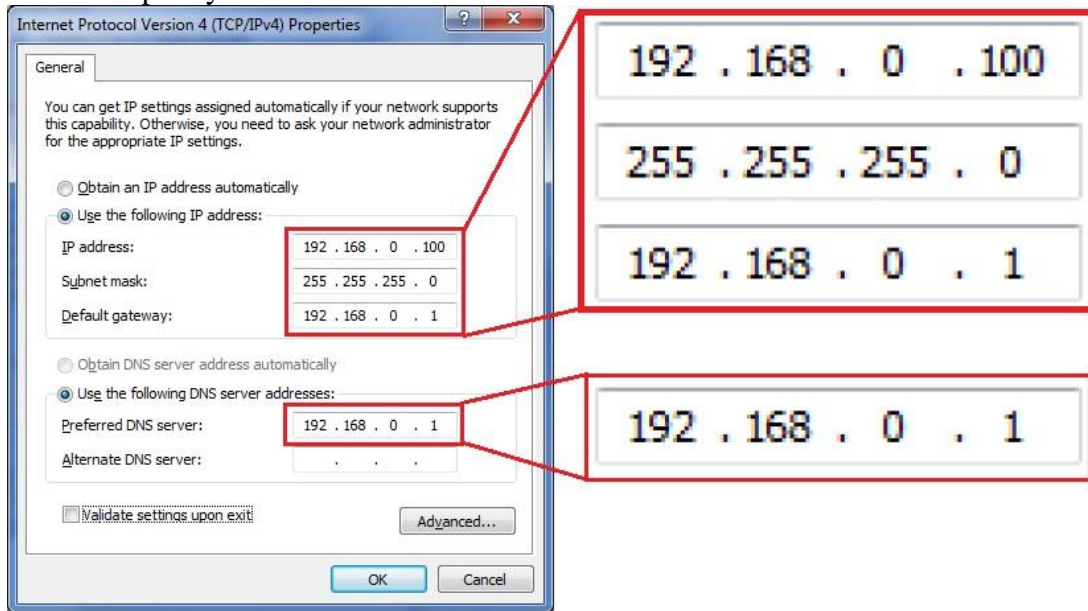 Internet Protocol Version 4 (TCP/IPv4) Properties
General
You can get IP settings assigned automatically if your network supports
this capability. Otherwise, you need to ask your network administrator
for the appropriate IP settings.
Obtain an IP address automatically
Use the following IP address:
IP address: 192 . 168 . 0 . 100
Subnet mask: 255 . 255 . 255 . 0
Default gateway: 192 . 168 . 0 . 1
Obtain DNS server address automatically
Use the following DNS server addresses:
Preferred DNS server: 192 . 168 . 0 . 1
Alternate DNS server: . . .
Validate settings upon exit
Advanced...
OK Cancel
192 . 168 . 0 . 100
255 . 255 . 255 . 0
192 . 168 . 0 . 1
192 . 168 . 0 . 1